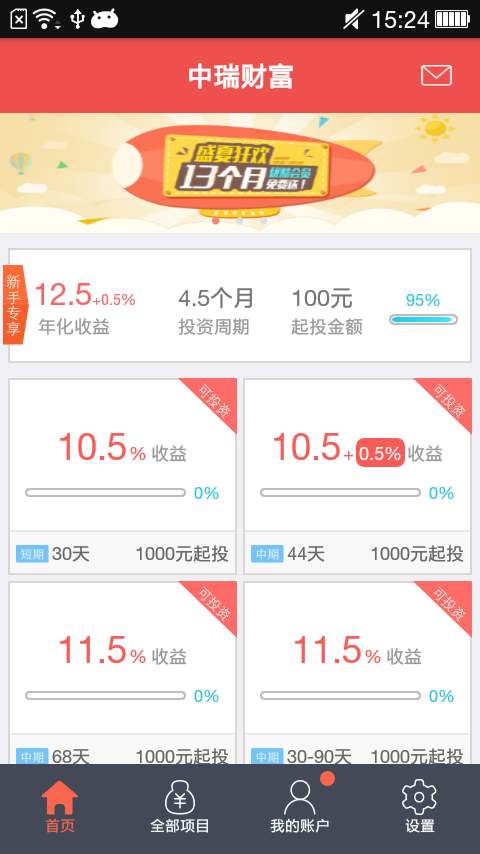 15:24
中瑞财富
盛夏狂欢
13个月
优酷会员
免费送!
新手专享
12.5+0.5%
4.5个月
100元
95%
年化收益
投资周期
起投金额
可投资
10.5% 收益
0%
短期 30天
1000元起投
可投资
10.5+0.5% 收益
0%
中期 44天
1000元起投
可投资
11.5% 收益
0%
中期 68天
1000元起投
可投资
11.5% 收益
0%
中期 30-90天
1000元起投
首页
全部项目
我的账户
设置